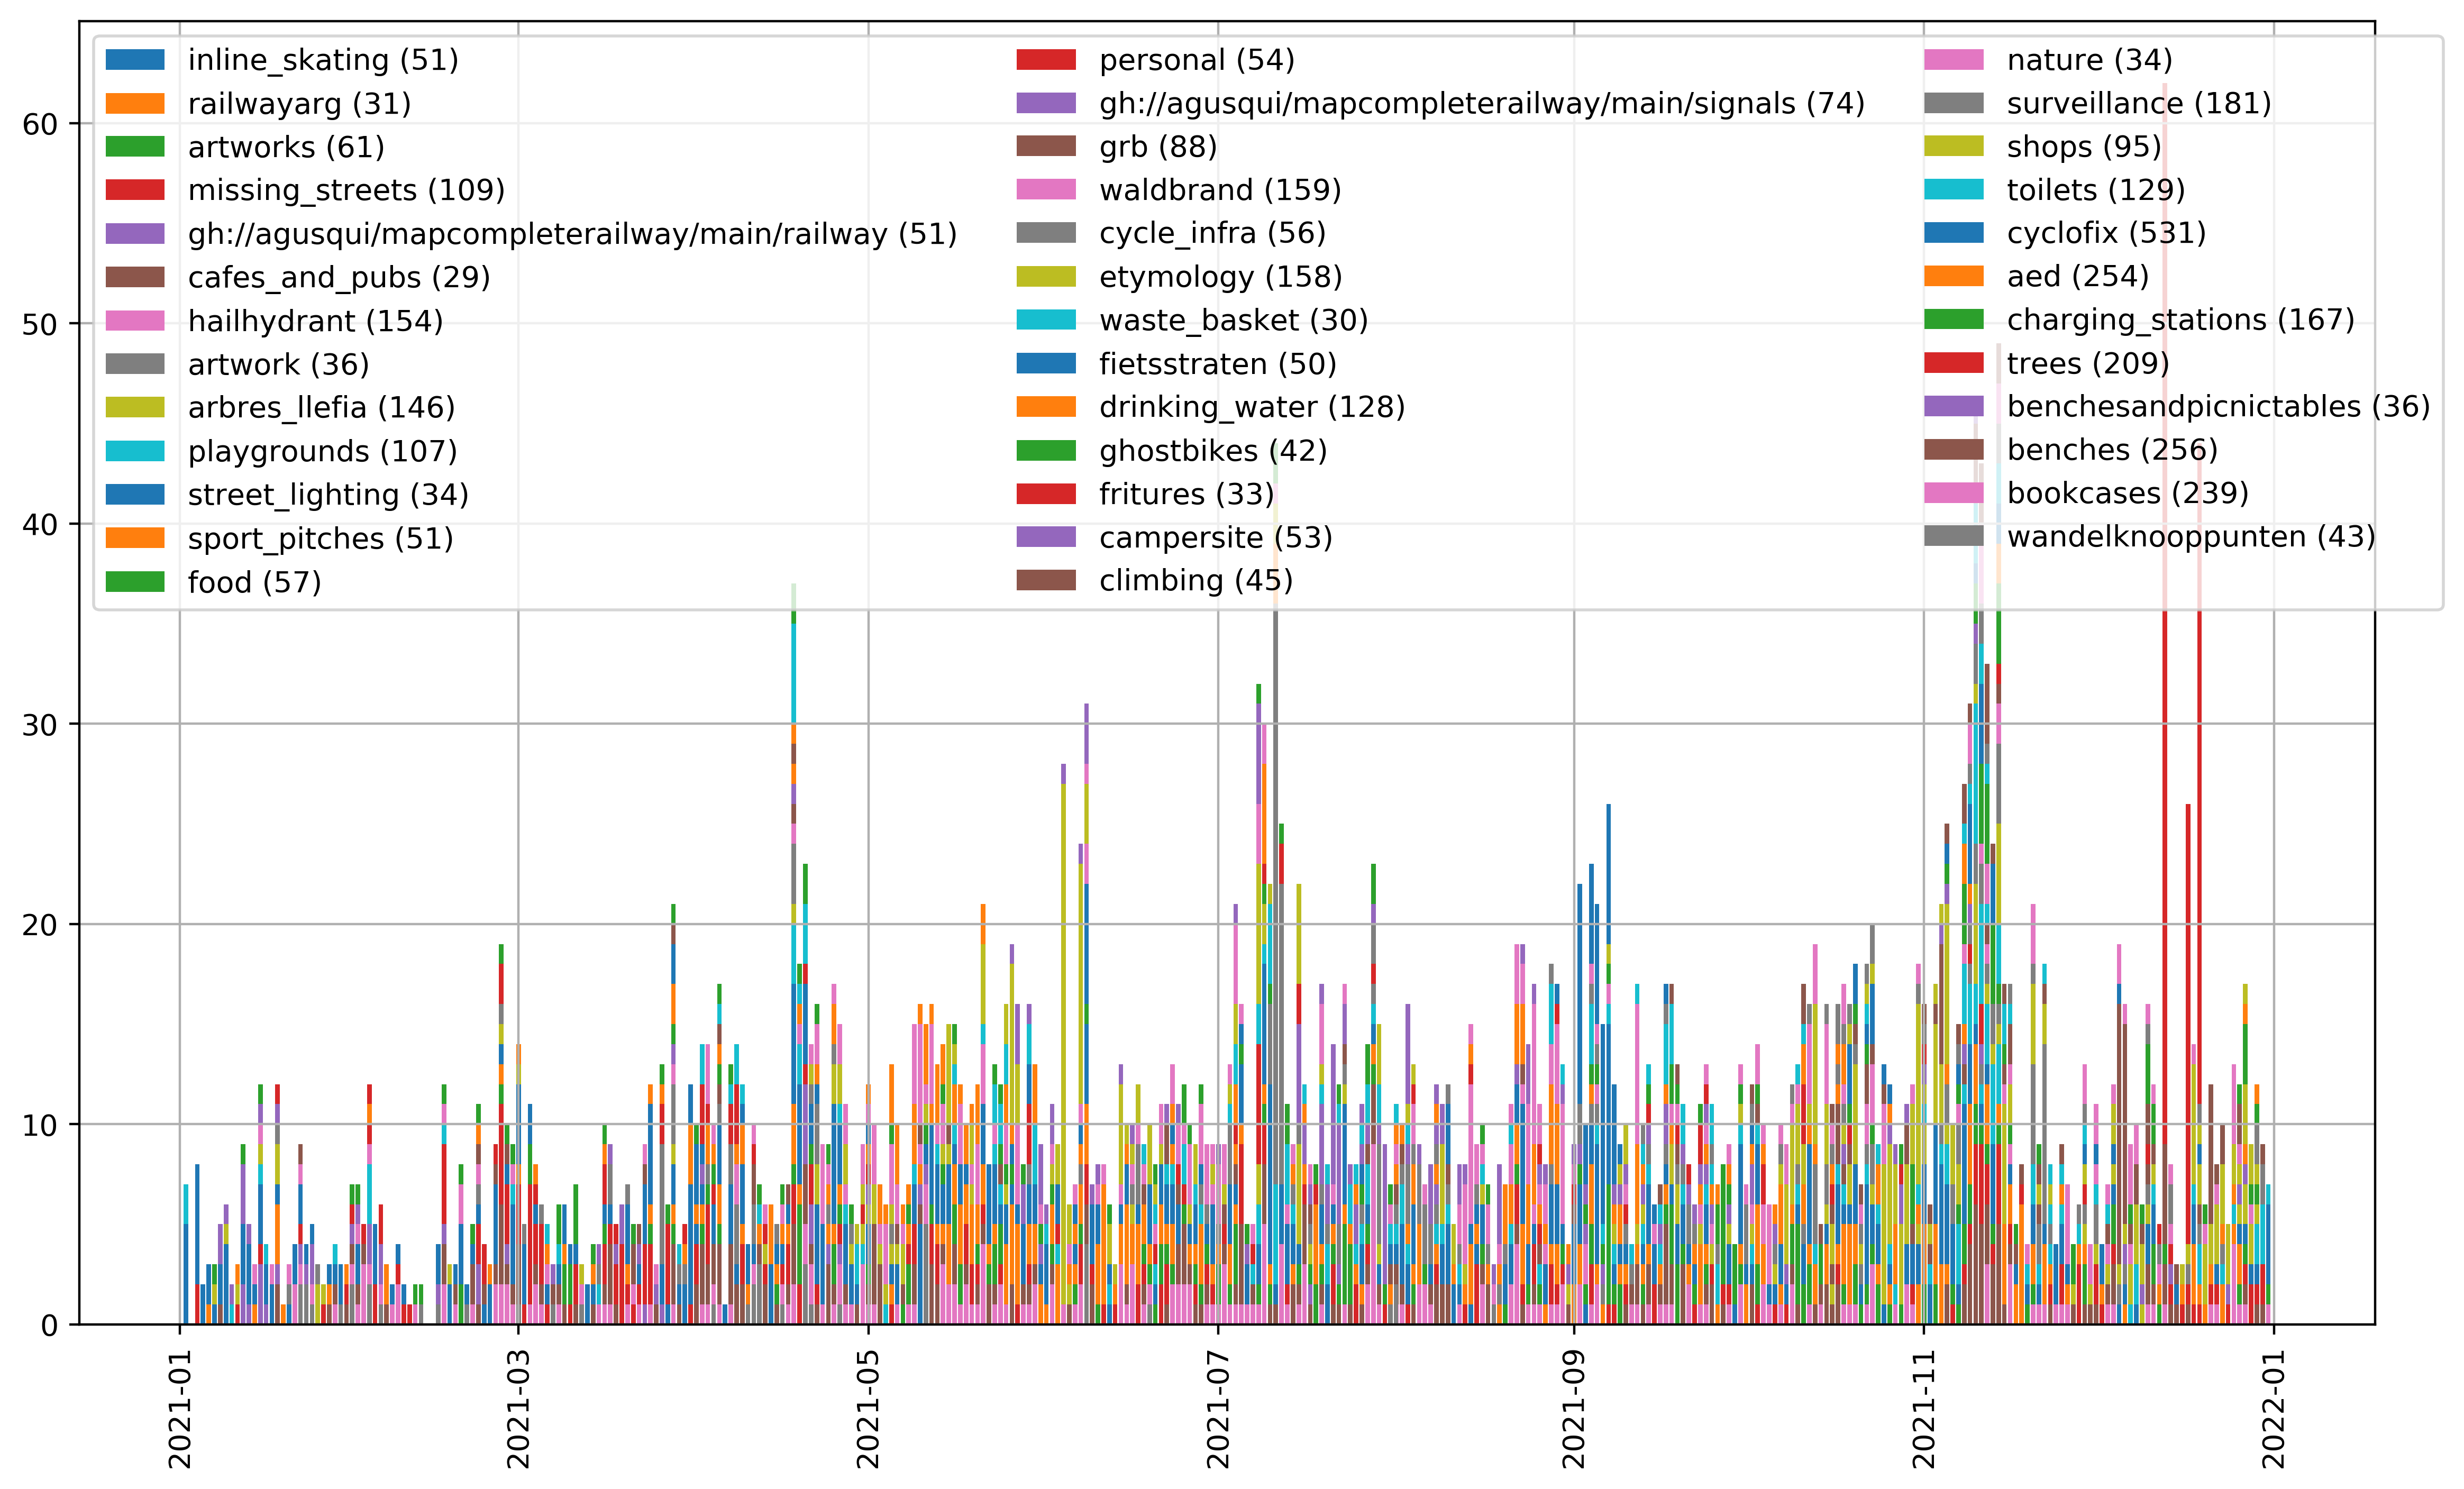 inline_skating (51)
railwayarg (31)
artworks (61)
missing_streets (109)
gh://agusqui/mapcompleterailway/main/railway (51)
cafes_and_pubs (29)
hailhydrant (154)
artwork (36)
arbres_llefia (146)
playgrounds (107)
street_lighting (34)
sport_pitches (51)
food (57)
personal (54)
gh://agusqui/mapcompleterailway/main/signals (74)
grb (88)
waldbrand (159)
cycle_infra (56)
etymology (158)
waste_basket (30)
fietsstraten (50)
drinking_water (128)
ghostbikes (42)
fritures (33)
campersite (53)
climbing (45)
nature (34)
surveillance (181)
shops (95)
toilets (129)
cyclofix (531)
aed (254)
charging_stations (167)
trees (209)
benchesandpicnictables (36)
benches (256)
bookcases (239)
wandelknooppunten (43)
60
50
40
30
20
10
0
2021-01
2021-03
2021-05
2021-07
2021-09
2021-11
2022-01